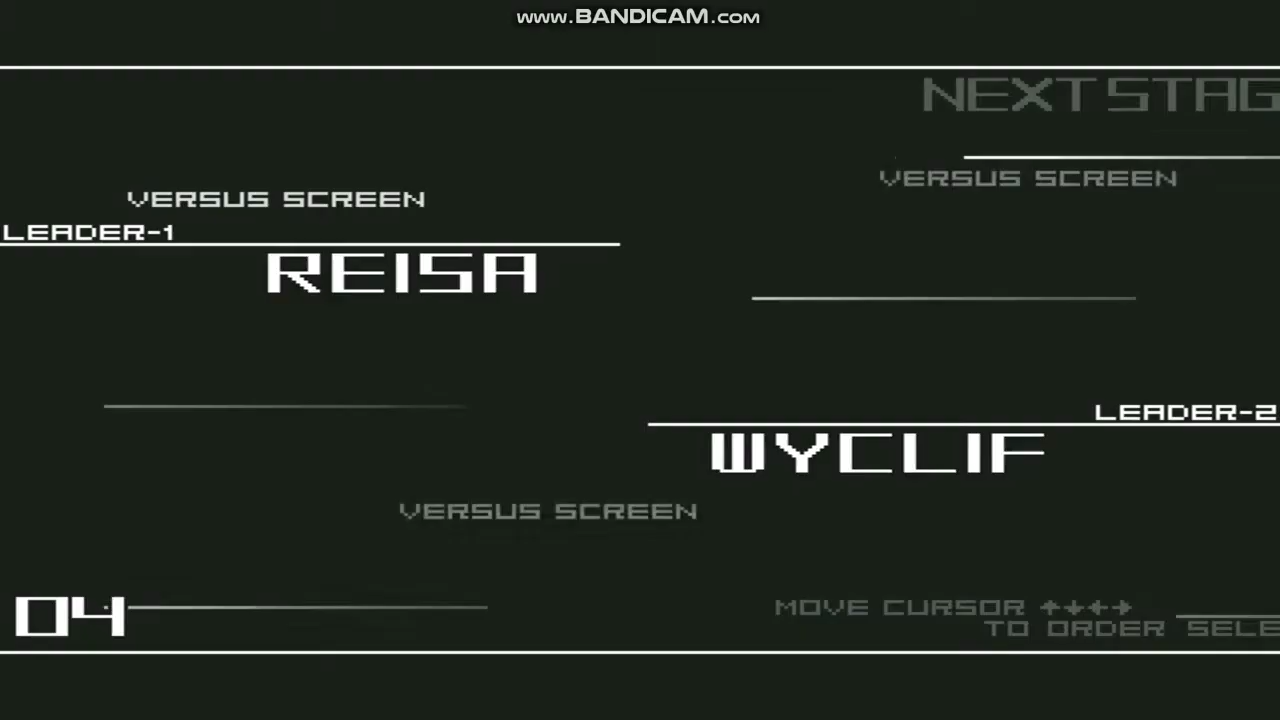 www.BANDICAM.com
NEXT STAG
VERSUS SCREEN
VERSUS SCREEN
LEADER-1
REISA
LEADER-2
WYCLIF
VERSUS SCREEN
04
MOVE CURSOR ↑↓←→
TO ORDER SELE